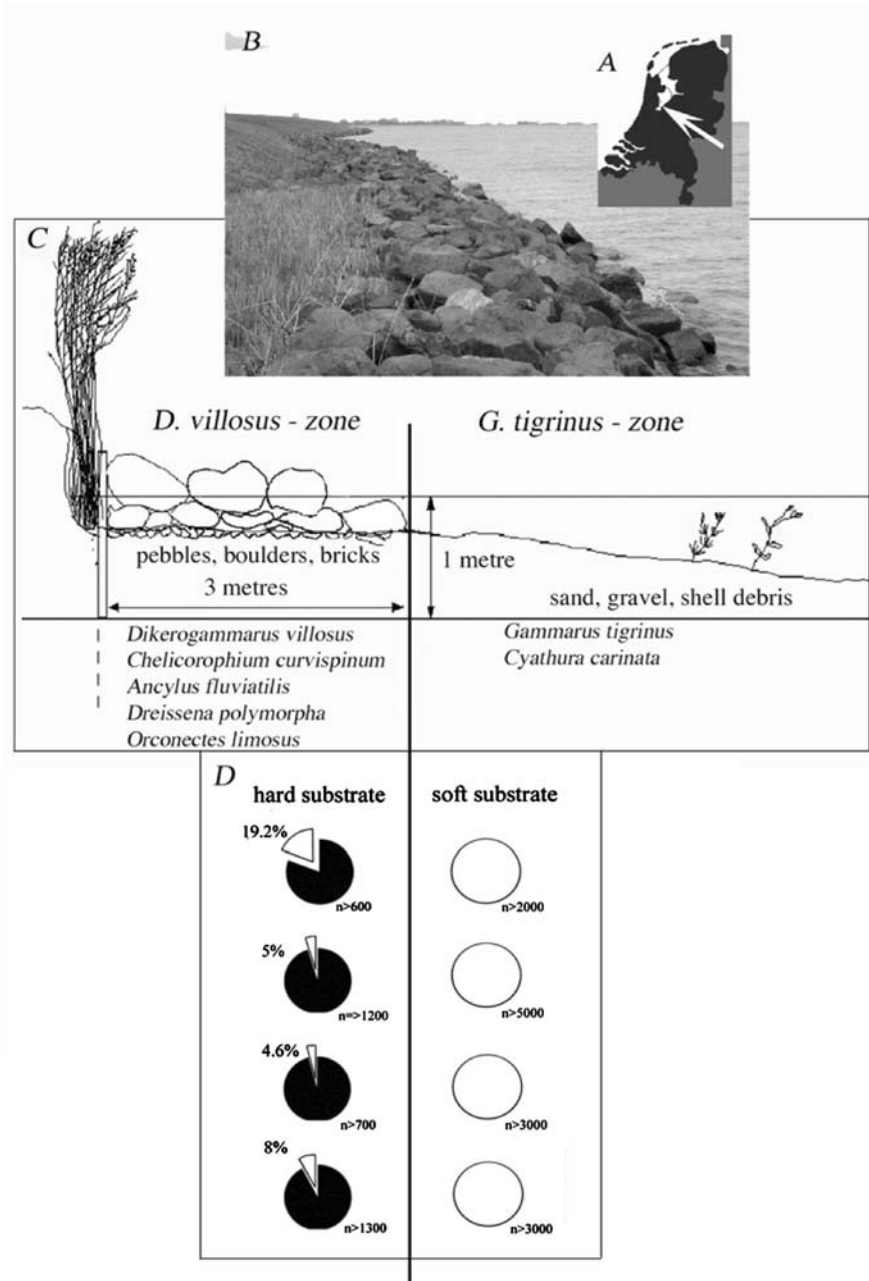 B
A
C
D. villosus - zone
G. tigrinus - zone
pebbles, boulders, bricks
1 metre
3 metres
sand, gravel, shell debris
Dikerogammarus villosus
Chelicorophium curvispinum
Ancylus fluviatilis
Dreissena polymorpha
Orconectes limosus
Gammarus tigrinus
Cyathura carinata
D
hard substrate
soft substrate
19.2%
n>600
n>2000
5%
n=>1200
n>5000
4.6%
n>700
n>3000
8%
n>1300
n>3000